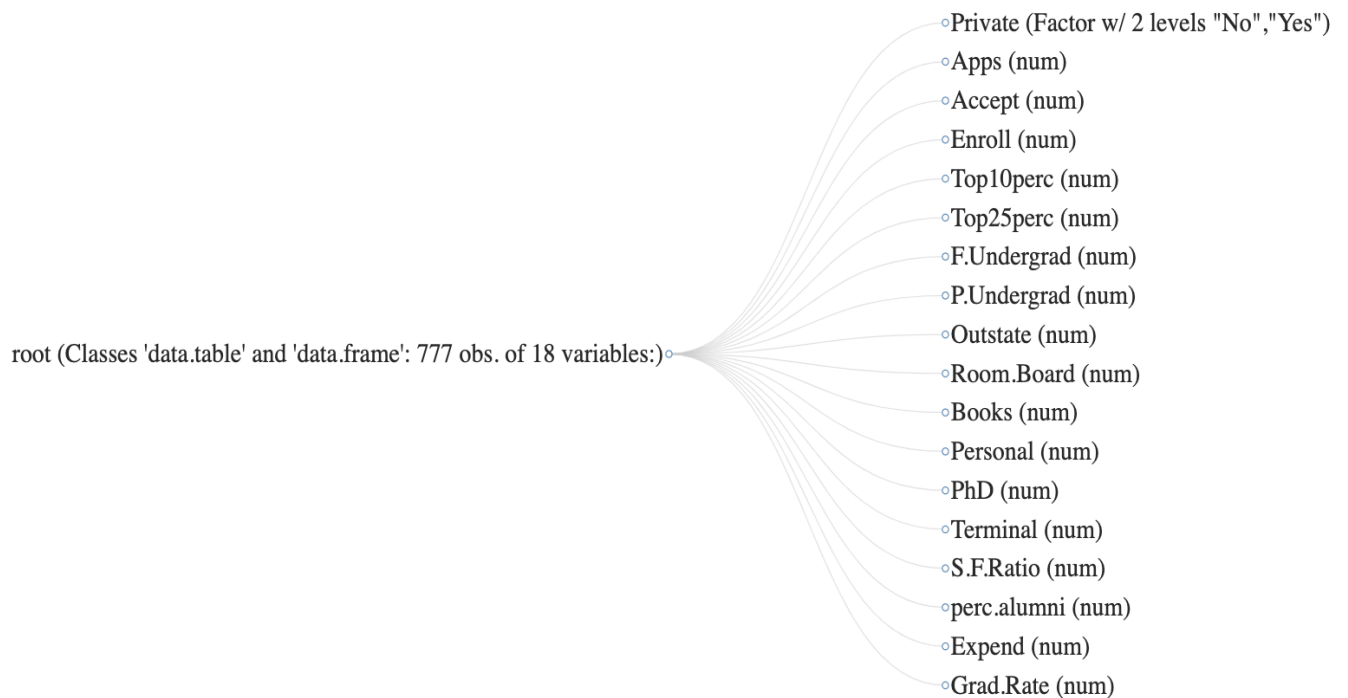 Private (Factor w/ 2 levels "No","Yes")
Apps (num)
Accept (num)
Enroll (num)
Top10perc (num)
Top25perc (num)
F.Undergrad (num)
P.Undergrad (num)
Outstate (num)
root (Classes 'data.table' and 'data.frame': 777 obs. of 18 variables:)
Room.Board (num)
Books (num)
Personal (num)
PhD (num)
Terminal (num)
S.F.Ratio (num)
perc.alumni (num)
Expend (num)
Grad.Rate (num)